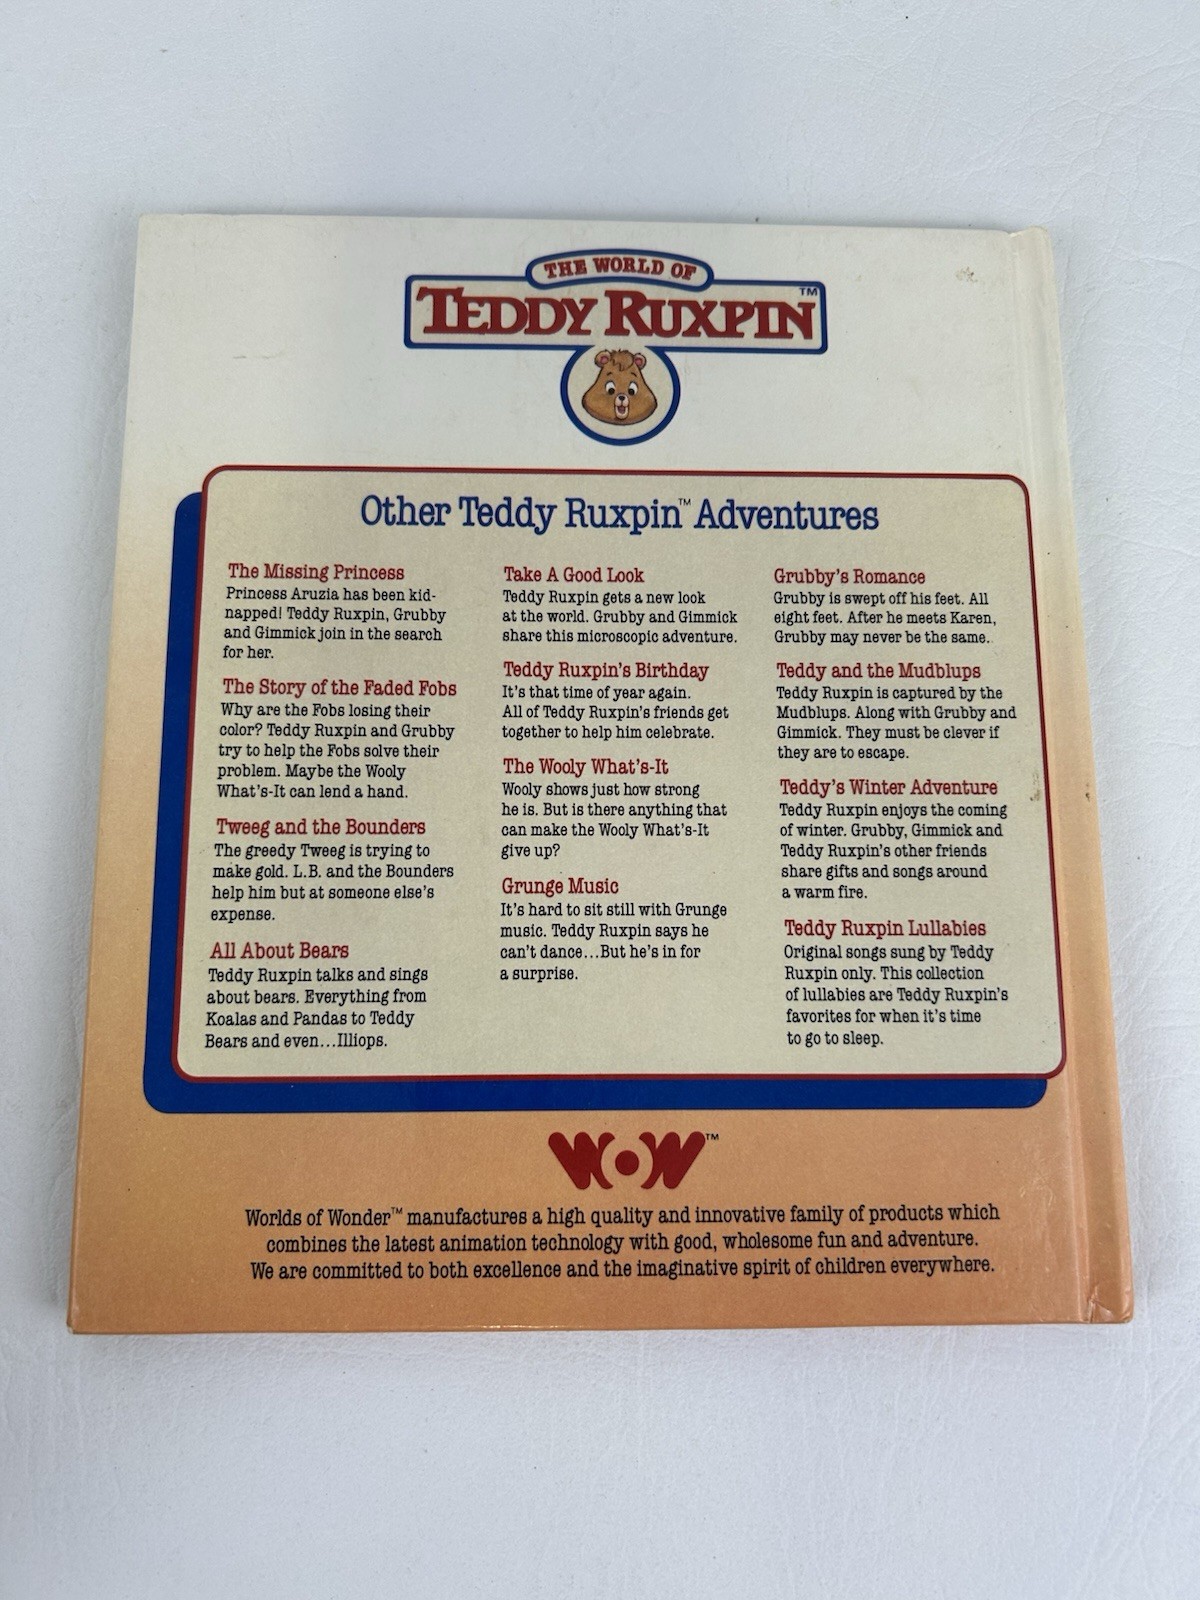 THE WORLD OF
TEDDY RUXPIN™
Other Teddy Ruxpin™ Adventures
The Missing Princess
Princess Aruzia has been kid-
napped! Teddy Ruxpin, Grubby
and Gimmick join in the search
for her.
The Story of the Faded Fobs
Why are the Fobs losing their
color? Teddy Ruxpin and Grubby
try to help the Fobs solve their
problem. Maybe the Wooly
What's-It can lend a hand.
Tweeg and the Bounders
The greedy Tweeg is trying to
make gold. L.B. and the Bounders
help him but at someone else's
expense.
All About Bears
Teddy Ruxpin talks and sings
about bears. Everything from
Koalas and Pandas to Teddy
Bears and even...Illiops.
Take A Good Look
Teddy Ruxpin gets a new look
at the world. Grubby and Gimmick
share this microscopic adventure.
Teddy Ruxpin's Birthday
It's that time of year again.
All of Teddy Ruxpin's friends get
together to help him celebrate.
The Wooly What's-It
Wooly shows just how strong
he is. But is there anything that
can make the Wooly What's-It
give up?
Grunge Music
It's hard to sit still with Grunge
music. Teddy Ruxpin says he
can't dance...But he's in for
a surprise.
Grubby's Romance
Grubby is swept off his feet. All
eight feet. After he meets Karen,
Grubby may never be the same.
Teddy and the Mudblups
Teddy Ruxpin is captured by the
Mudblups. Along with Grubby and
Gimmick. They must be clever if
they are to escape.
Teddy's Winter Adventure
Teddy Ruxpin enjoys the coming
of winter. Grubby, Gimmick and
Teddy Ruxpin's other friends
share gifts and songs around
a warm fire.
Teddy Ruxpin Lullabies
Original songs sung by Teddy
Ruxpin only. This collection
of lullabies are Teddy Ruxpin's
favorites for when it's time
to go to sleep.
WOW™
Worlds of Wonder™ manufactures a high quality and innovative family of products which
combines the latest animation technology with good, wholesome fun and adventure.
We are committed to both excellence and the imaginative spirit of children everywhere.